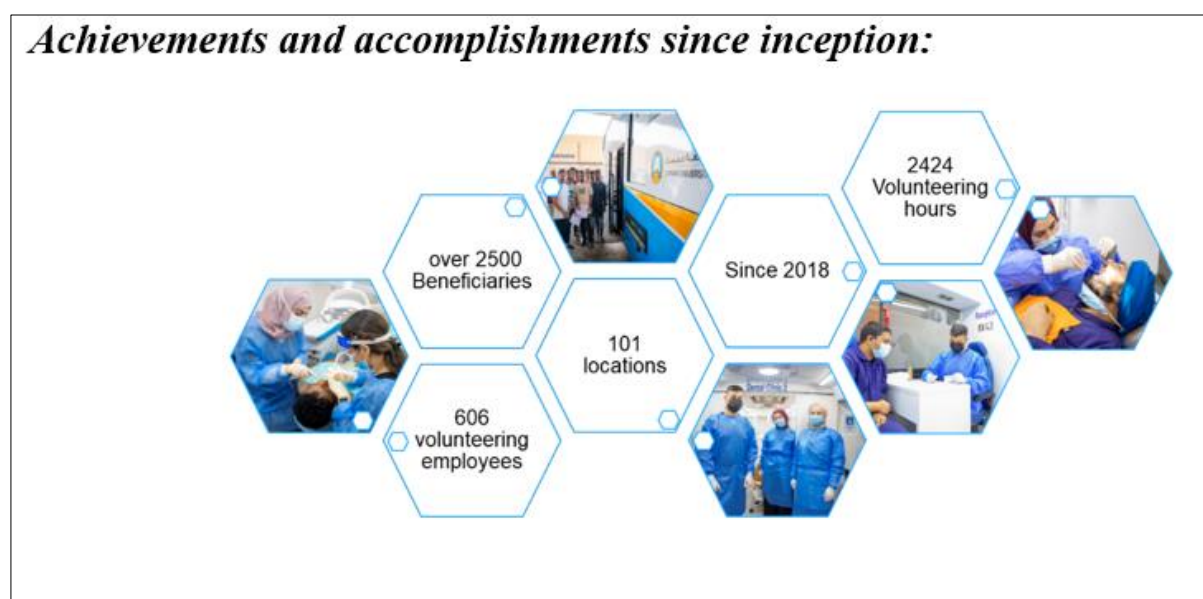 Achievements and accomplishments since inception:
2424
Volunteering
hours
over 2500
Beneficiaries
Since 2018
101
locations
606
volunteering
employees